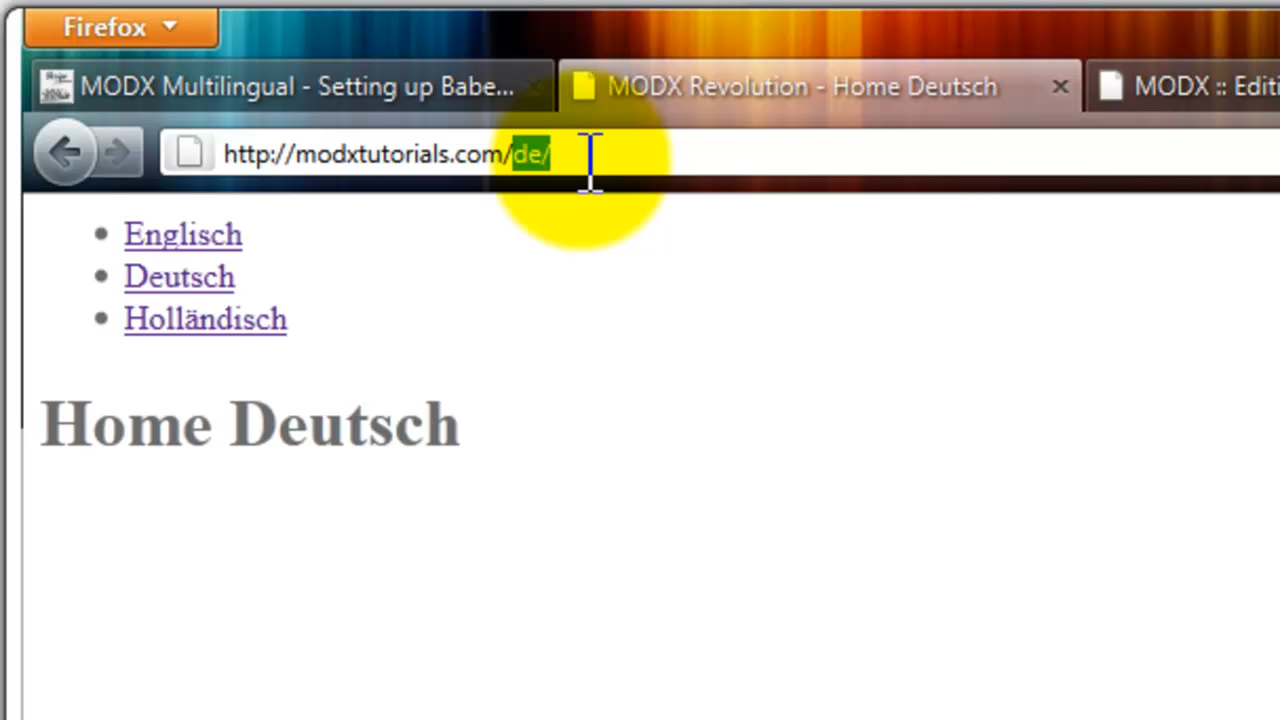 Firefox
MODX Multilingual - Setting up Babe...
MODX Revolution - Home Deutsch
MODX :: Editi
http://modxtutorials.com/de/
Englisch
Deutsch
Holländisch
Home Deutsch